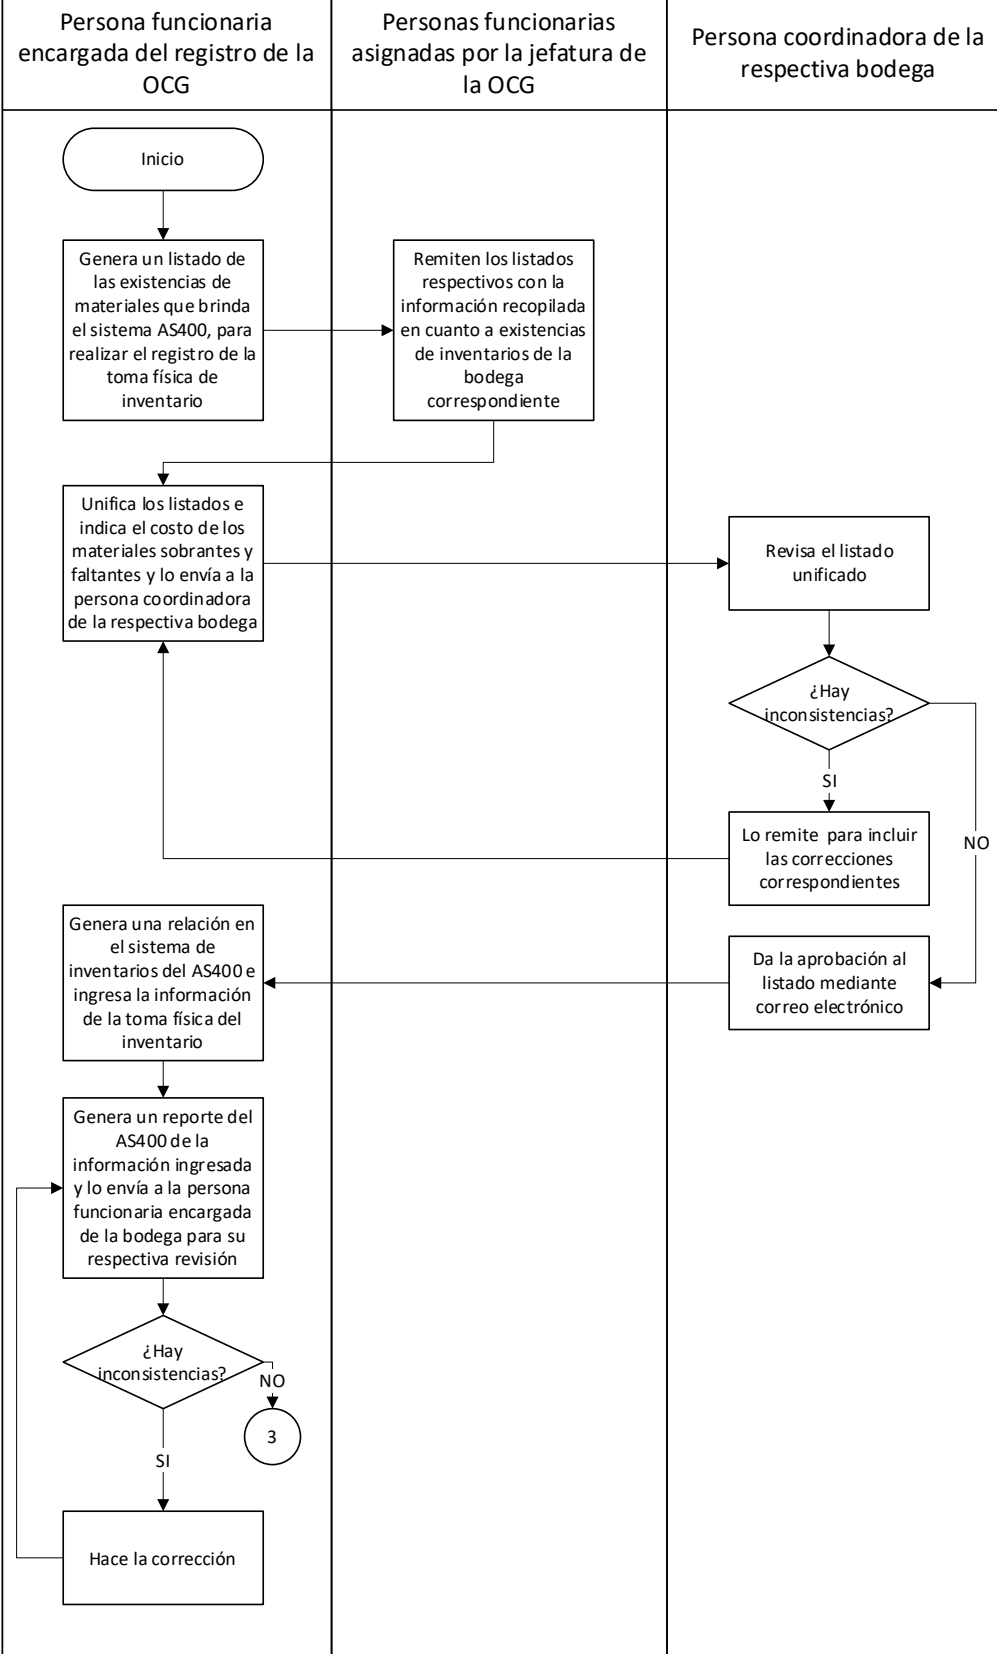 Persona funcionaria
encargada del registro de la
OCG
Personas funcionarias
asignadas por la jefatura de
la OCG
Persona coordinadora de la
respectiva bodega
Inicio
Genera un listado de
las existencias de
materiales que brinda
el sistema AS400, para
realizar el registro de la
toma física de
inventario
Remiten los listados
respectivos con la
información recopilada
en cuanto a existencias
de inventarios de la
bodega
correspondiente
Unifica los listados e
indica el costo de los
materiales sobrantes y
faltantes y lo envía a la
persona coordinadora
de la respectiva bodega
Revisa el listado
unificado
¿Hay
inconsistencias?
SI
NO
Lo remite para incluir
las correcciones
correspondientes
Da la aprobación al
listado mediante
correo electrónico
Genera una relación en
el sistema de
inventarios del AS400 e
ingresa la información
de la toma física del
inventario
Genera un reporte del
AS400 de la
información ingresada
y lo envía a la persona
funcionaria encargada
de la bodega para su
respectiva revisión
¿Hay
inconsistencias?
NO
3
SI
Hace la corrección